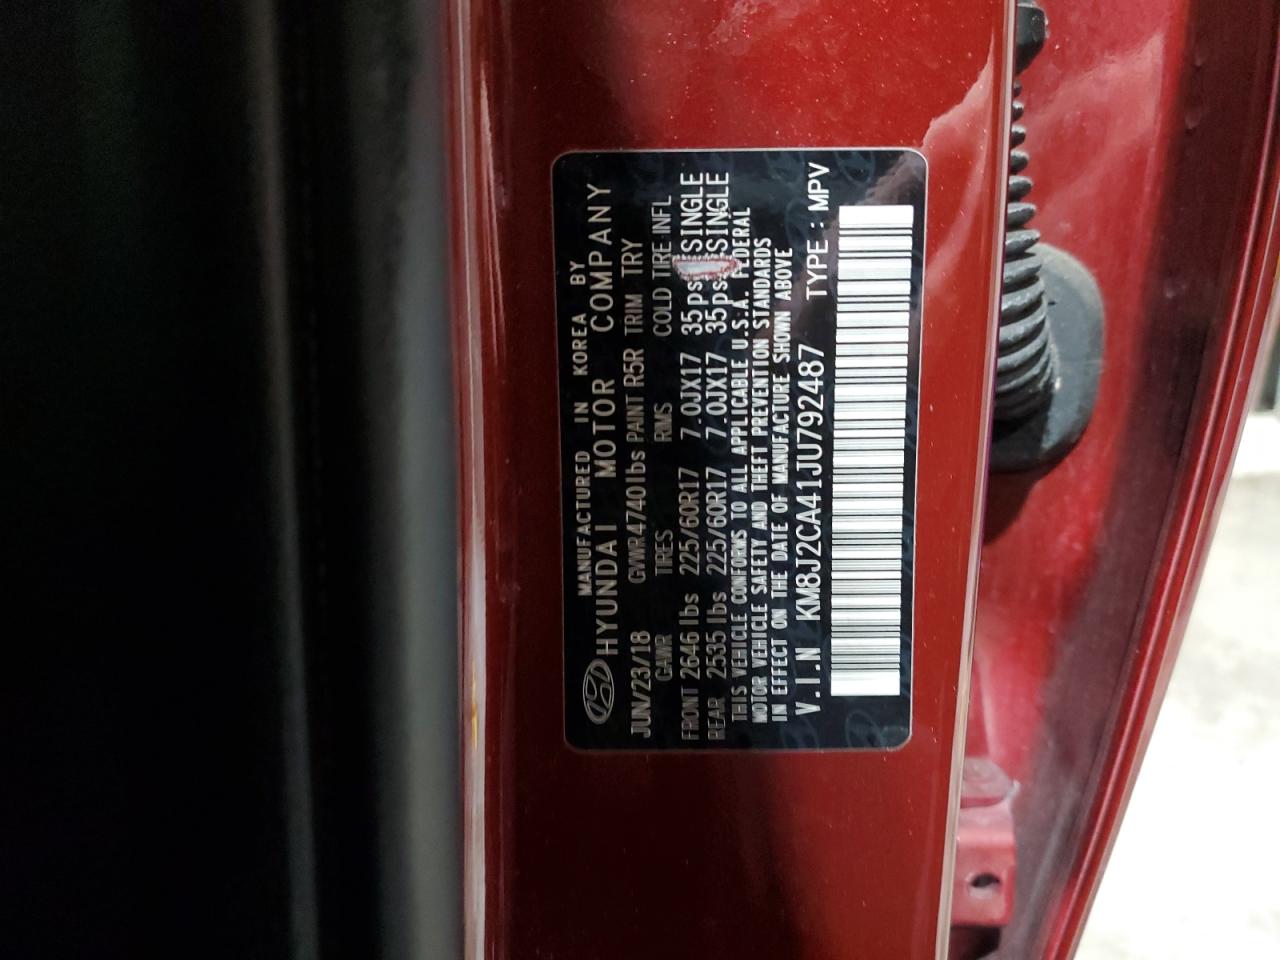 MANUFACTURED IN KOREA BY
HYUNDAI MOTOR COMPANY
JUN/23/18 GVWR 4740lbs PAINT R5R TRIM TRY
GAWR TIRES RMS COLD TIRE INFL
FRONT 2646 lbs 225/60R17 7.0JX17 35psi SINGLE
REAR 2535 lbs 225/60R17 7.0JX17 35psi SINGLE
THIS VEHICLE CONFORMS TO ALL APPLICABLE U.S.A. FEDERAL
MOTOR VEHICLE SAFETY AND THEFT PREVENTION STANDARDS
IN EFFECT ON THE DATE OF MANUFACTURE SHOWN ABOVE
V.I.N KM8J2CA41JU792487 TYPE : MPV